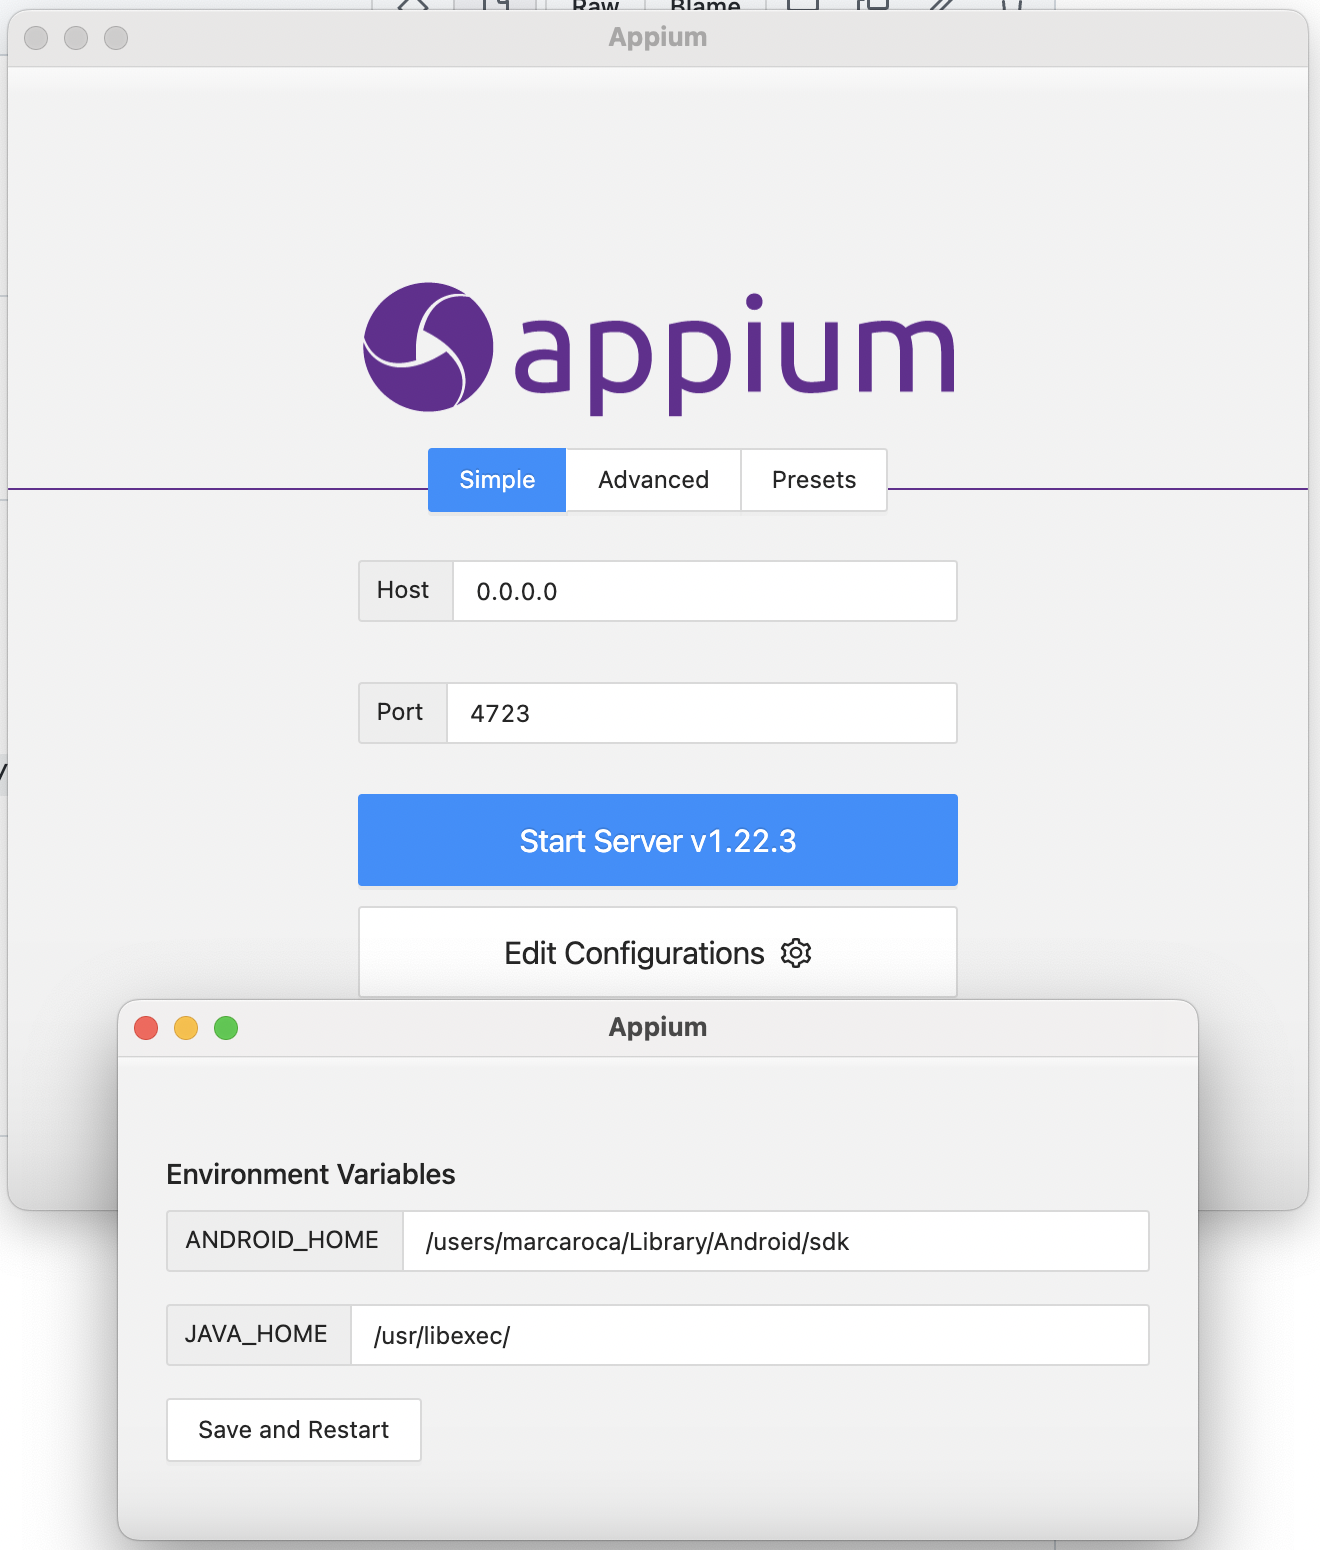 Raw Blame
Appium
appium
Simple Advanced Presets
Host 0.0.0.0
Port 4723
Start Server v1.22.3
Edit Configurations
Appium
Environment Variables
ANDROID_HOME /users/marcaroca/Library/Android/sdk
JAVA_HOME /usr/libexec/
Save and Restart